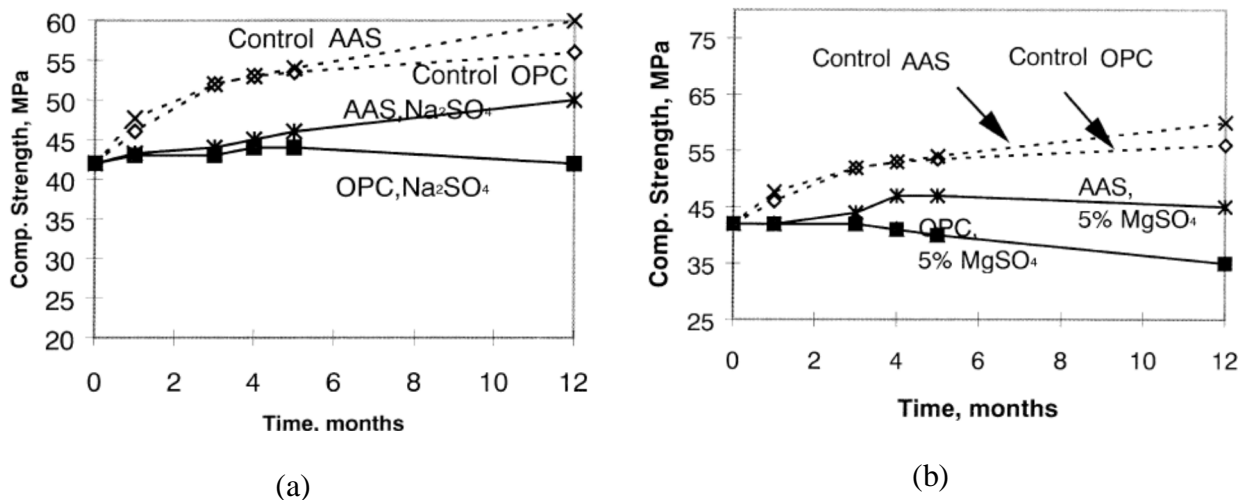 Comp. Strength, MPa
60
55
50
45
40
35
30
25
20
0 2 4 6 8 10 12
Time, months
Control AAS
Control OPC
AAS,Na₂SO₄
OPC,Na₂SO₄
(a)
Comp. Strength, MPa
75
65
55
45
35
25
0 2 4 6 8 10 12
Time, months
Control AAS
Control OPC
AAS,
5% MgSO₄
OPC,
5% MgSO₄
(b)